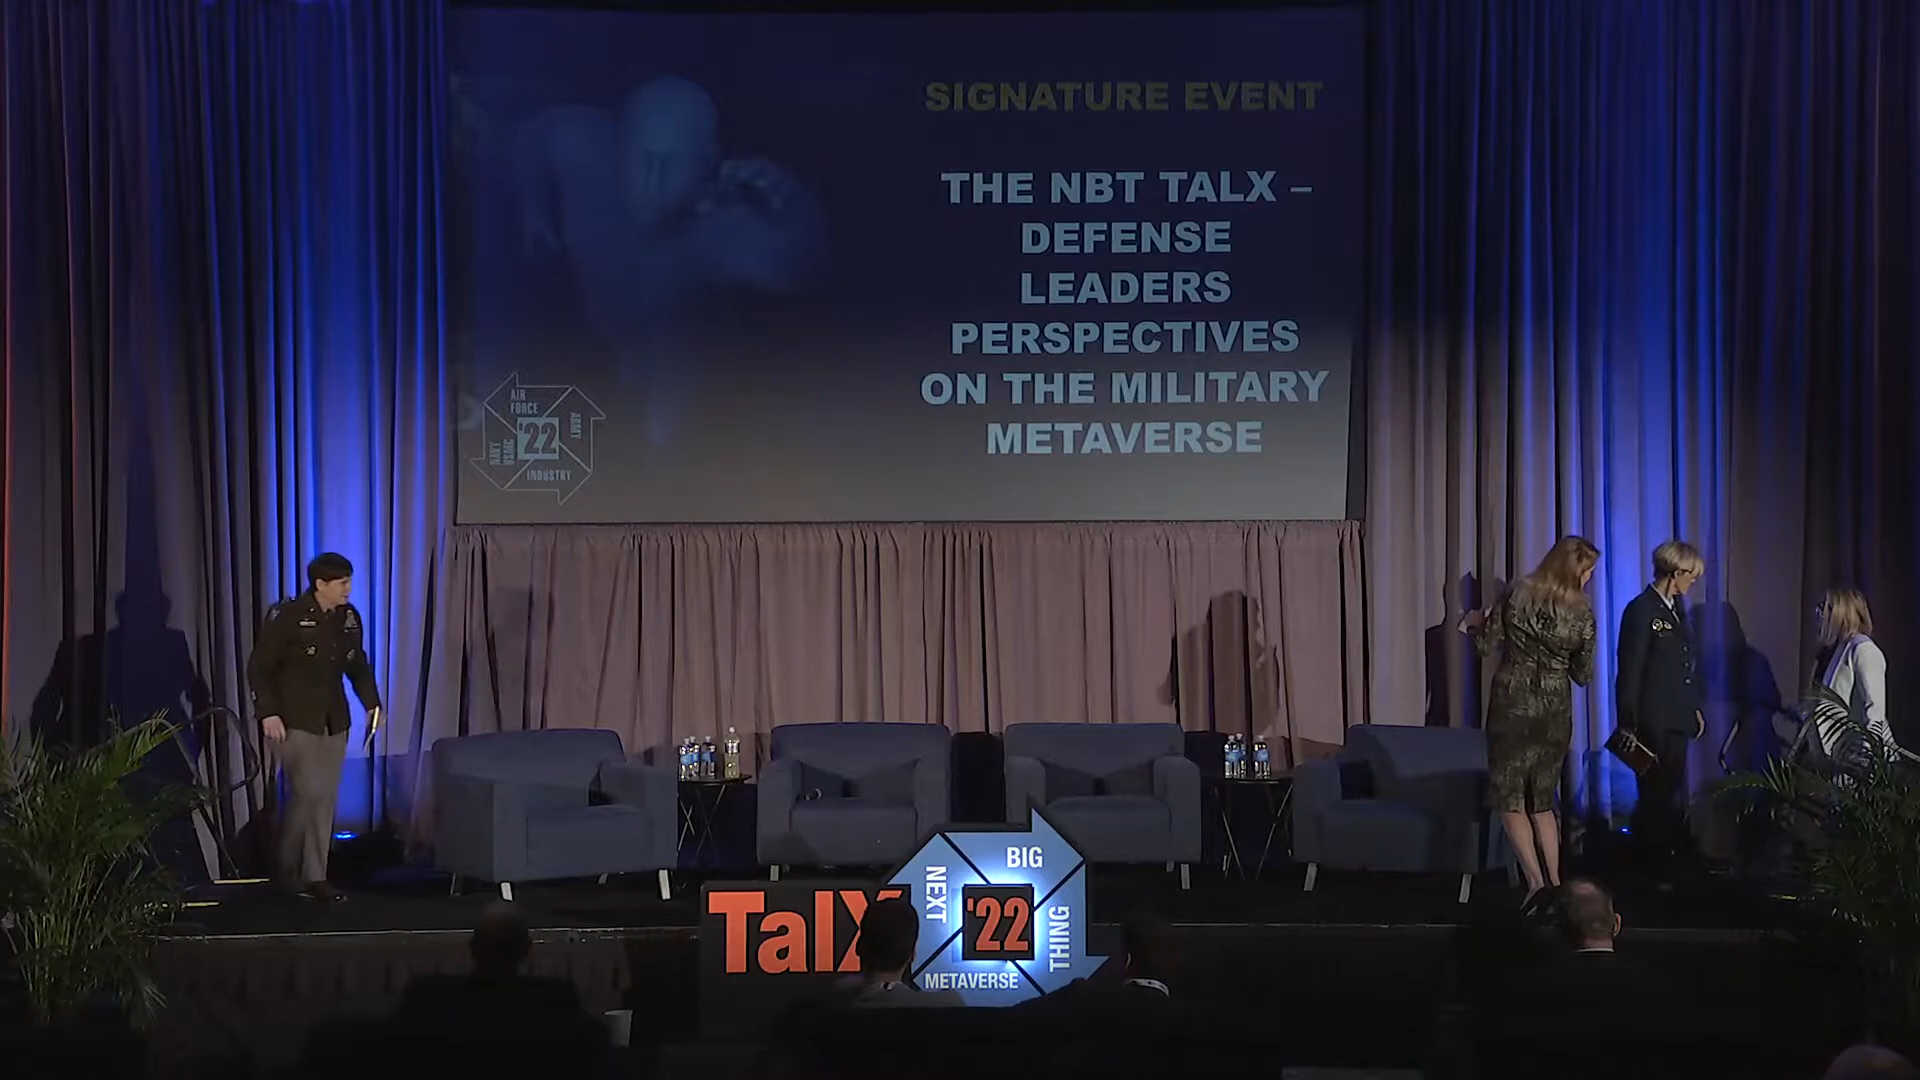 SIGNATURE EVENT
THE NBT TALX –
DEFENSE
LEADERS
PERSPECTIVES
ON THE MILITARY
METAVERSE
AIR
FORCE
ARMY
'22
NAVY
USMC
INDUSTRY
TalX
NEXT
BIG
THING
'22
METAVERSE